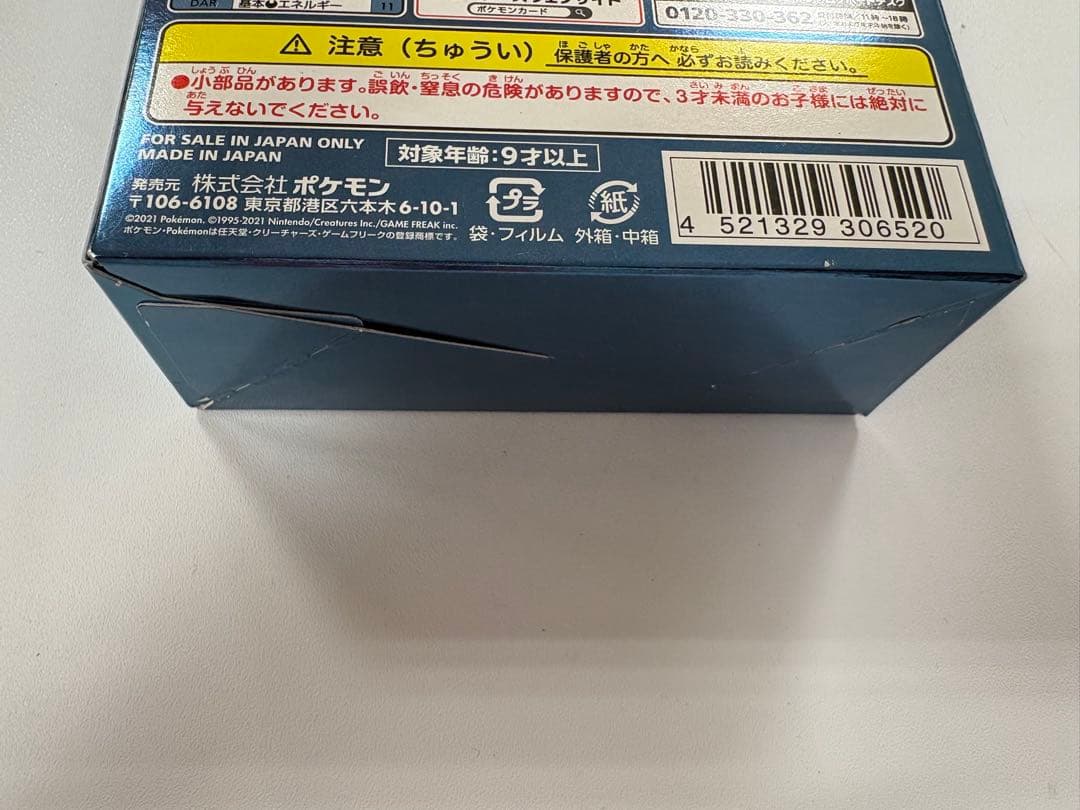 DAR 基本 エネルギー 11
ポケモンカード
0120-330-362
注意（ちゅうい） 保護者の方へ 必ずお読みください。
●小部品があります。誤飲・窒息の危険がありますので、3才未満のお子様には絶対に
与えないでください。
FOR SALE IN JAPAN ONLY
MADE IN JAPAN
対象年齢：9才以上
発売元 株式会社ポケモン
〒106-6108 東京都港区六本木6-10-1
©2021 Pokémon. ©1995-2021 Nintendo/Creatures Inc./GAME FREAK inc.
ポケモン・Pokémonは任天堂・クリーチャーズ・ゲームフリークの登録商標です。
プラ
袋・フィルム
紙
外箱・中箱
4 521329 306520